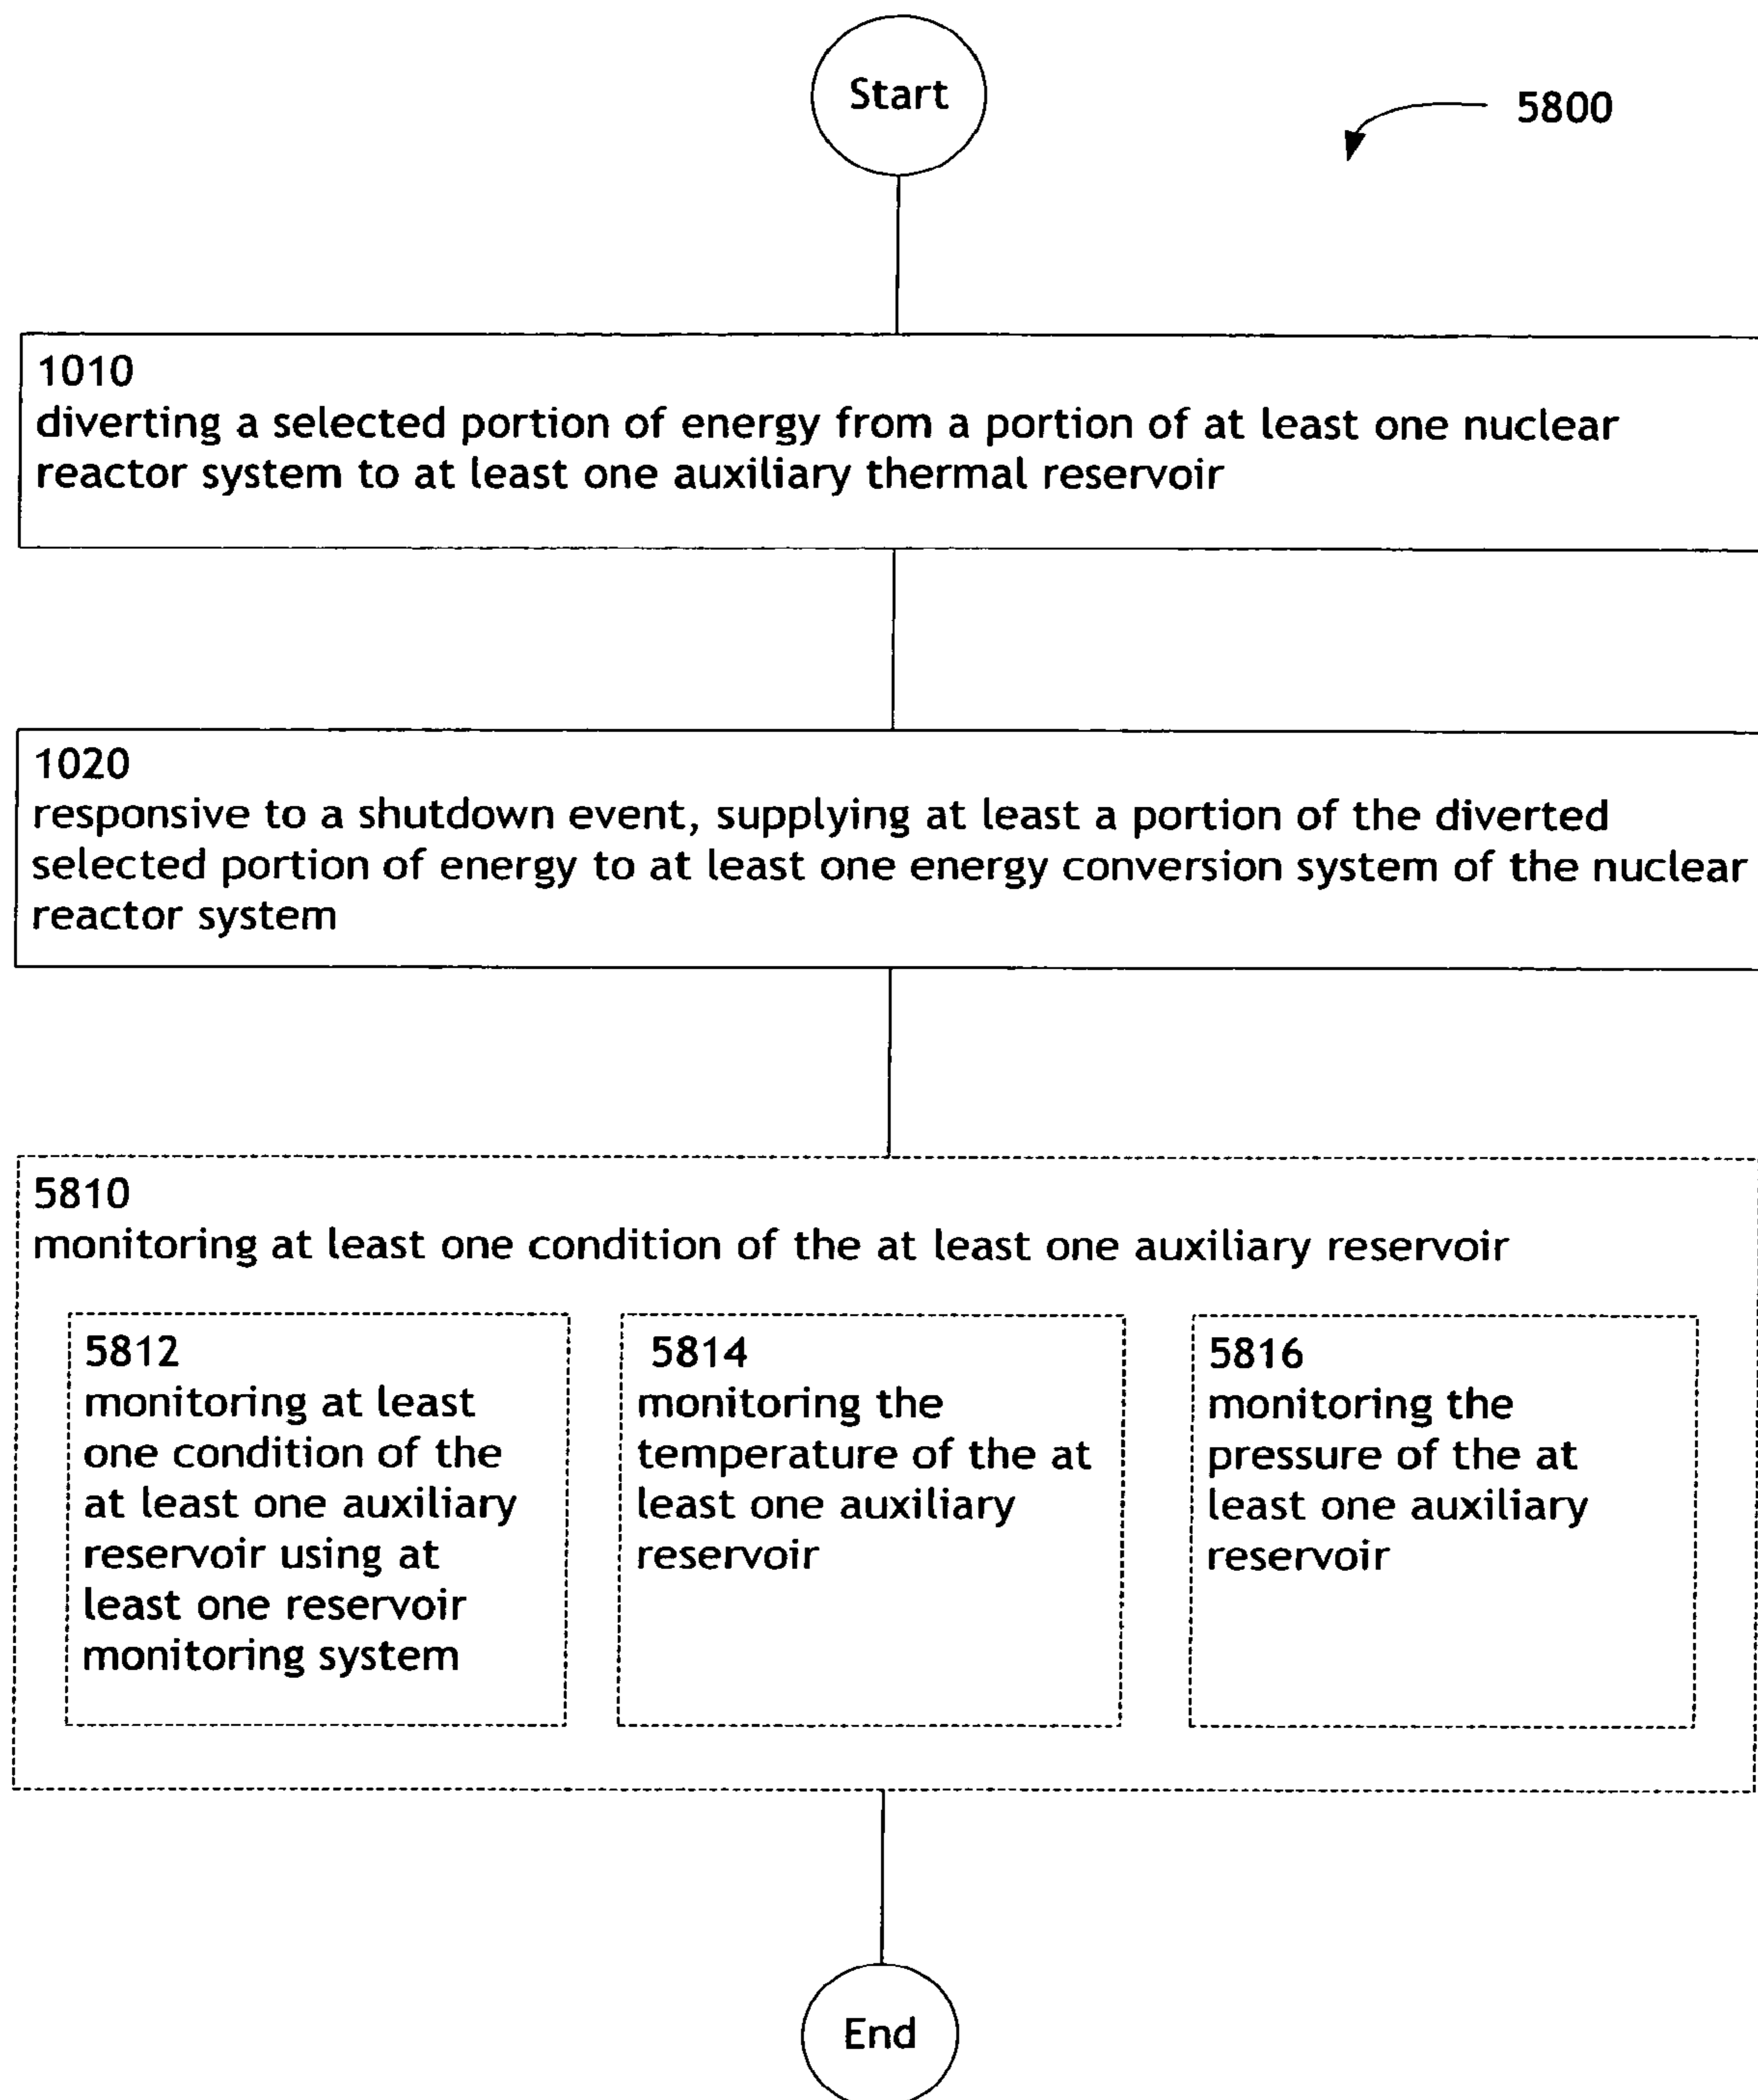 Start
5800
1010
diverting a selected portion of energy from a portion of at least one nuclear
reactor system to at least one auxiliary thermal reservoir
1020
responsive to a shutdown event, supplying at least a portion of the diverted
selected portion of energy to at least one energy conversion system of the nuclear
reactor system
5810
monitoring at least one condition of the at least one auxiliary reservoir
5812
monitoring at least
one condition of the
at least one auxiliary
reservoir using at
least one reservoir
monitoring system
5814
monitoring the
temperature of the at
least one auxiliary
reservoir
5816
monitoring the
pressure of the at
least one auxiliary
reservoir
End